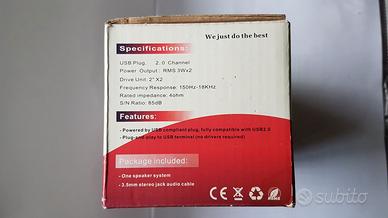 We just do the best
Specifications:
USB Plug, 2.0 Channel
Power Output: RMS 3Wx2
Drive Unit: 2" X2
Frequency Response: 150Hz-18KHz
Rated impedance: 4ohm
S/N Ratio: 85dB
Features:
- Powered by USB compliant plug, fully compatible with USB2.0
- Plug-and-play to USB terminal (no drivers required)
Package included:
- One speaker system
- 3.5mm stereo jack audio cable
CE
subito